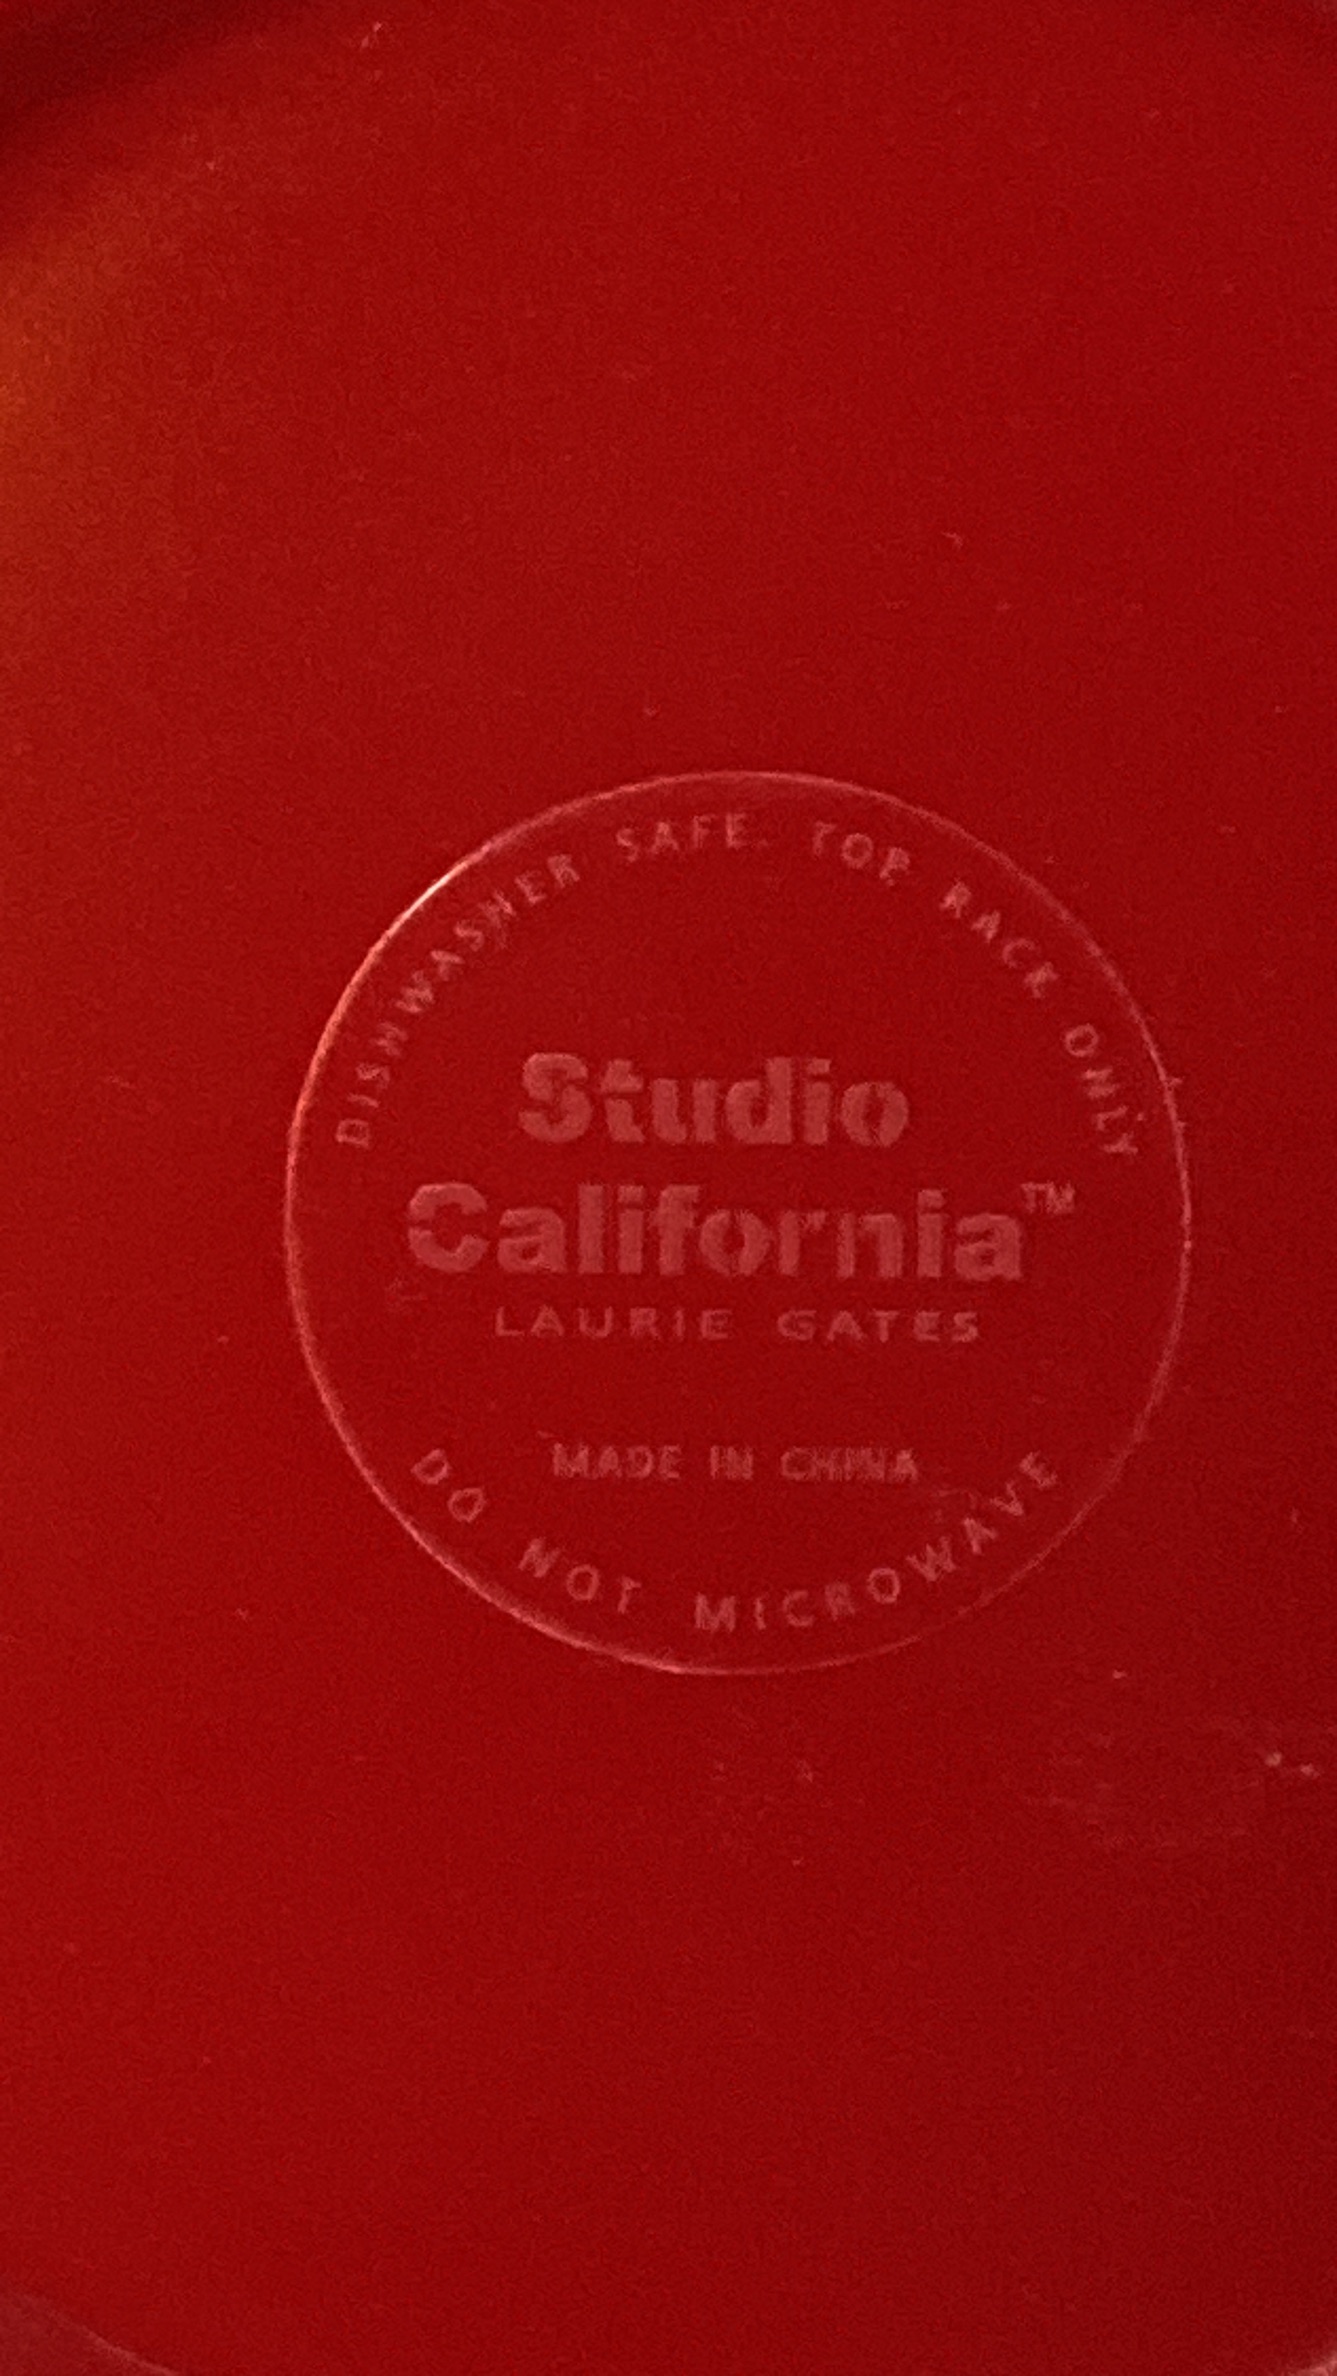 DISHWASHER SAFE. TOP RACK ONLY
Studio
California™
LAURIE GATES
MADE IN CHINA
DO NOT MICROWAVE